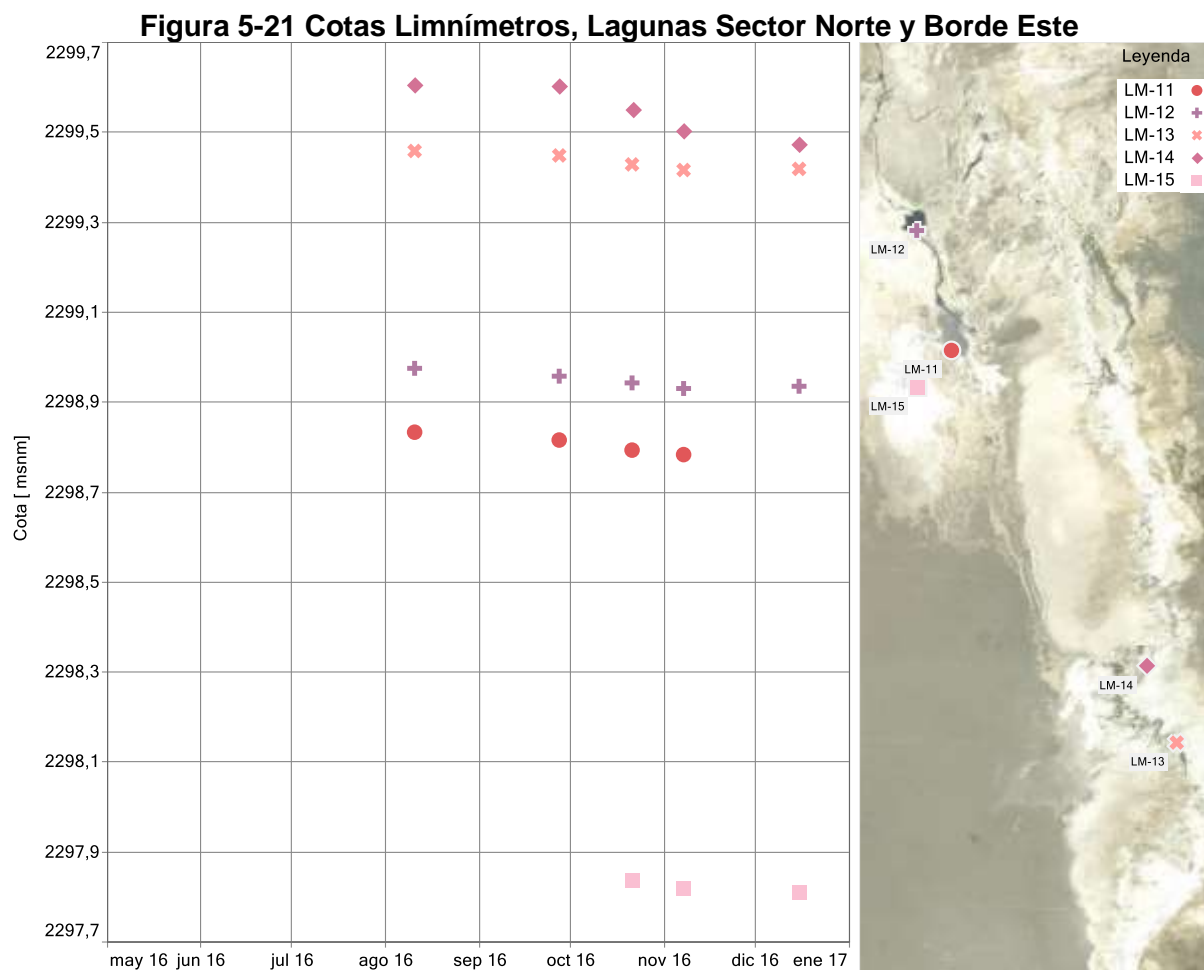 Figura 5-21 Cotas Limnímetros, Lagunas Sector Norte y Borde Este
2299,7
2299,5
2299,3
2299,1
2298,9
2298,7
2298,5
2298,3
2298,1
2297,9
2297,7
Cota [ msnm]
may 16 jun 16 jul 16 ago 16 sep 16 oct 16 nov 16 dic 16 ene 17
Leyenda
LM-11
LM-12
LM-13
LM-14
LM-15
LM-12
LM-11
LM-15
LM-14
LM-13